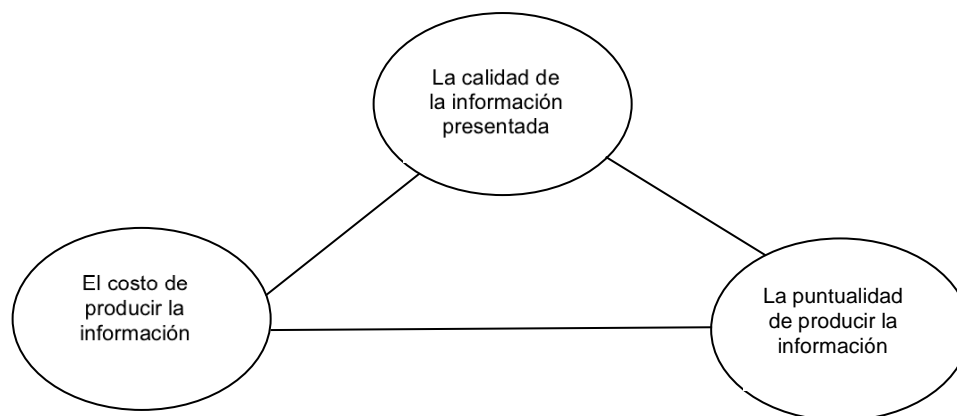 La calidad de
la información
presentada
El costo de
producir la
información
La puntualidad
de producir la
información